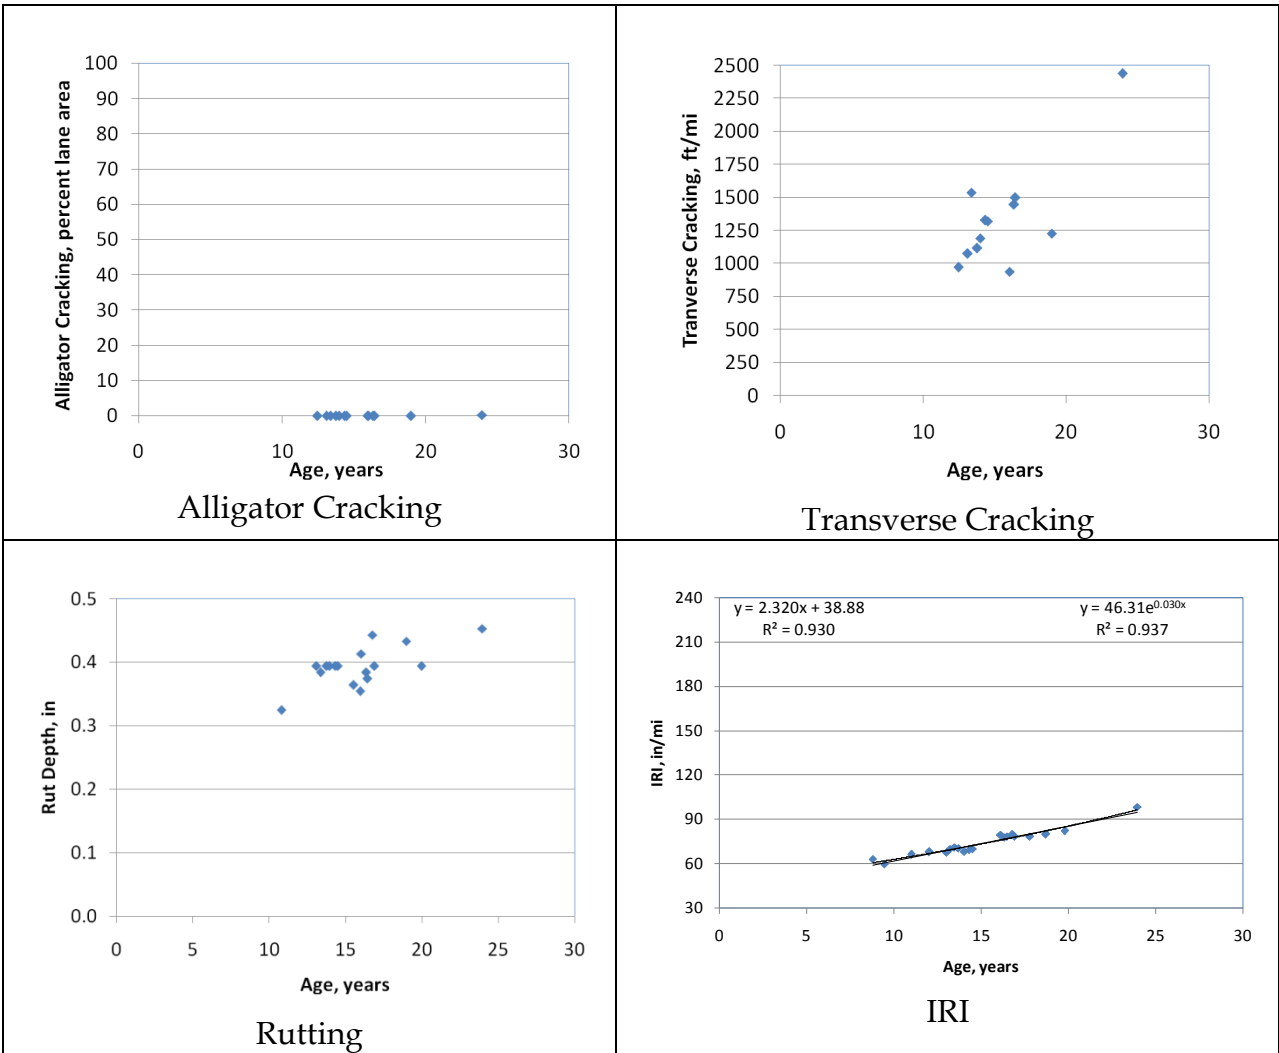 Alligator Cracking, percent lane area
100
90
80
70
60
50
40
30
20
10
0
0 10 20 30
Age, years
Alligator Cracking
Tranverse Cracking, ft/mi
2500
2250
2000
1750
1500
1250
1000
750
500
250
0
0 10 20 30
Age, years
Transverse Cracking
Rut Depth, in
0.5
0.4
0.3
0.2
0.1
0.0
0 5 10 15 20 25 30
Age, years
Rutting
IRI, in/mi
240
210
180
150
120
90
60
30
y = 2.320x + 38.88
R² = 0.930
y = 46.31e^0.030x
R² = 0.937
0 5 10 15 20 25 30
Age, years
IRI